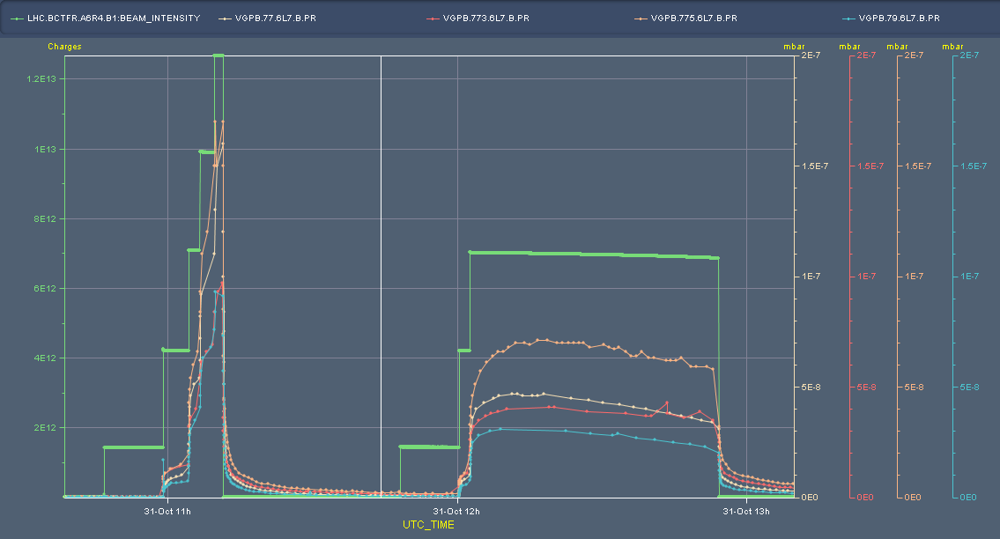 LHC.BCTFR.A6R4.B1:BEAM_INTENSITY VGPB.77.6L7.B.PR VGPB.773.6L7.B.PR VGPB.775.6L7.B.PR VGPB.79.6L7.B.PR
Charges mbar mbar mbar mbar
2E-7 2E-7 2E-7 2E-7
1.2E13
1E13
1.5E-7 1.5E-7 1.5E-7 1.5E-7
8E12
1E-7 1E-7 1E-7 1E-7
6E12
4E12
5E-8 5E-8 5E-8 5E-8
2E12
0E0 0E0 0E0 0E0
31-Oct 11h 31-Oct 12h 31-Oct 13h
UTC_TIME